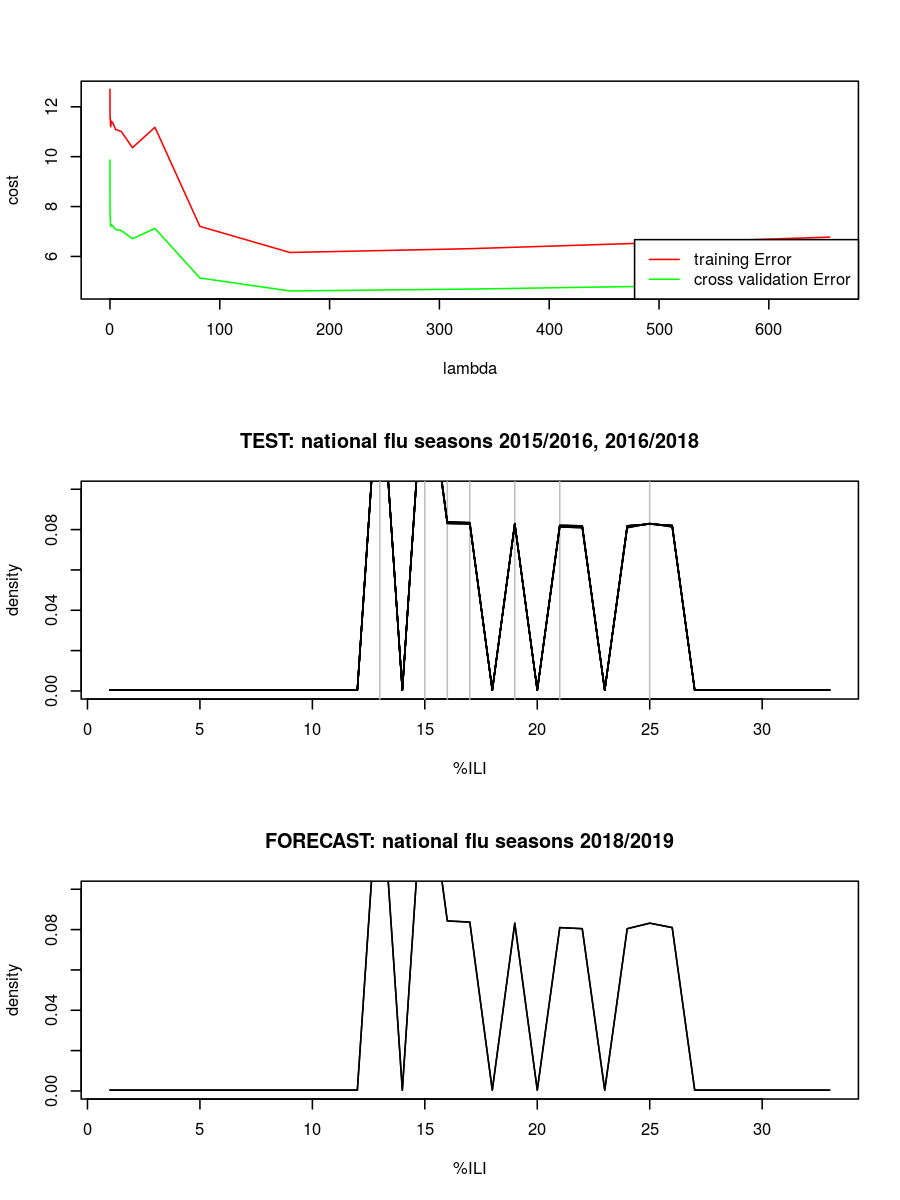 12
10
8
6
cost
training Error
cross validation Error
0 100 200 300 400 500 600
lambda
TEST: national flu seasons 2015/2016, 2016/2018
0.08
0.04
0.00
density
0 5 10 15 20 25 30
%ILI
FORECAST: national flu seasons 2018/2019
0.08
0.04
0.00
density
0 5 10 15 20 25 30
%ILI